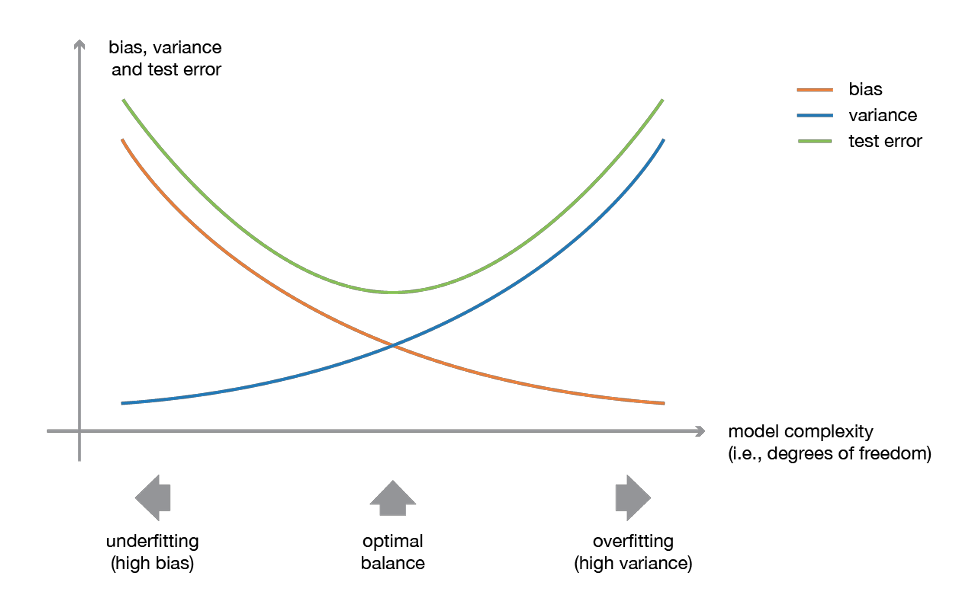 bias, variance
and test error
bias
variance
test error
model complexity
(i.e., degrees of freedom)
underfitting
(high bias)
optimal
balance
overfitting
(high variance)